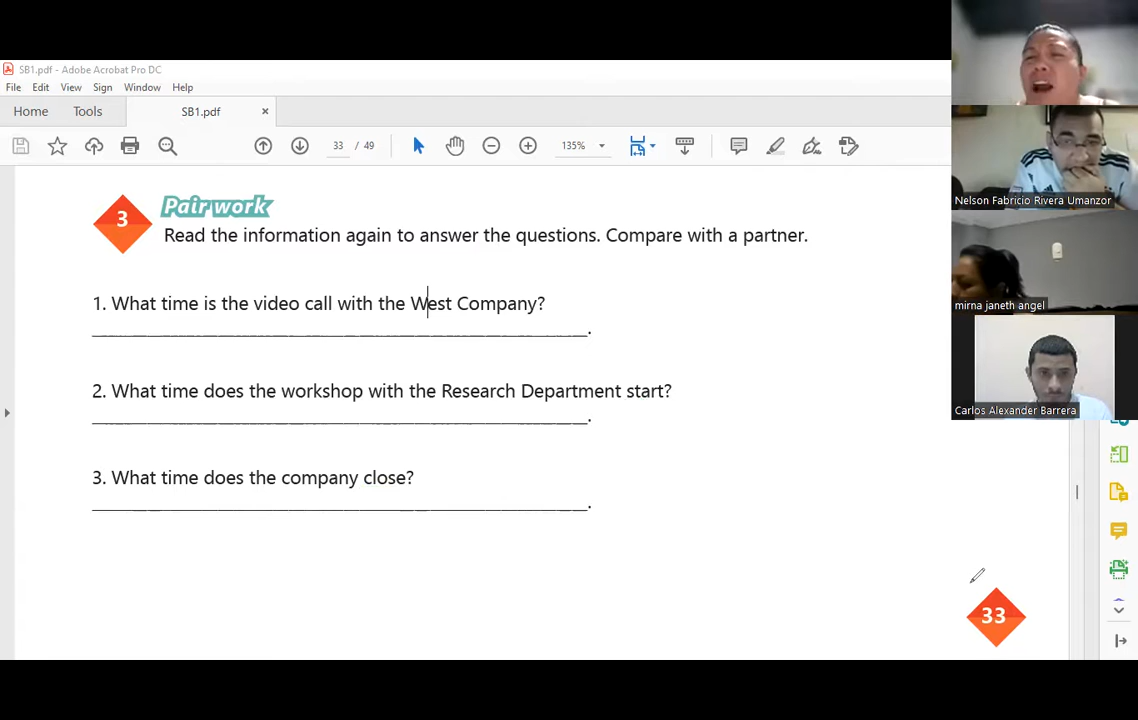 SB1.pdf - Adobe Acrobat Pro DC
File Edit View Sign Window Help
Home Tools SB1.pdf ×
33 / 49 135%
3 Pair work
Read the information again to answer the questions. Compare with a partner.
1. What time is the video call with the West Company?
.
2. What time does the workshop with the Research Department start?
.
3. What time does the company close?
.
33
Nelson Fabricio Rivera Umanzor
mirna janeth angel
Carlos Alexander Barrera